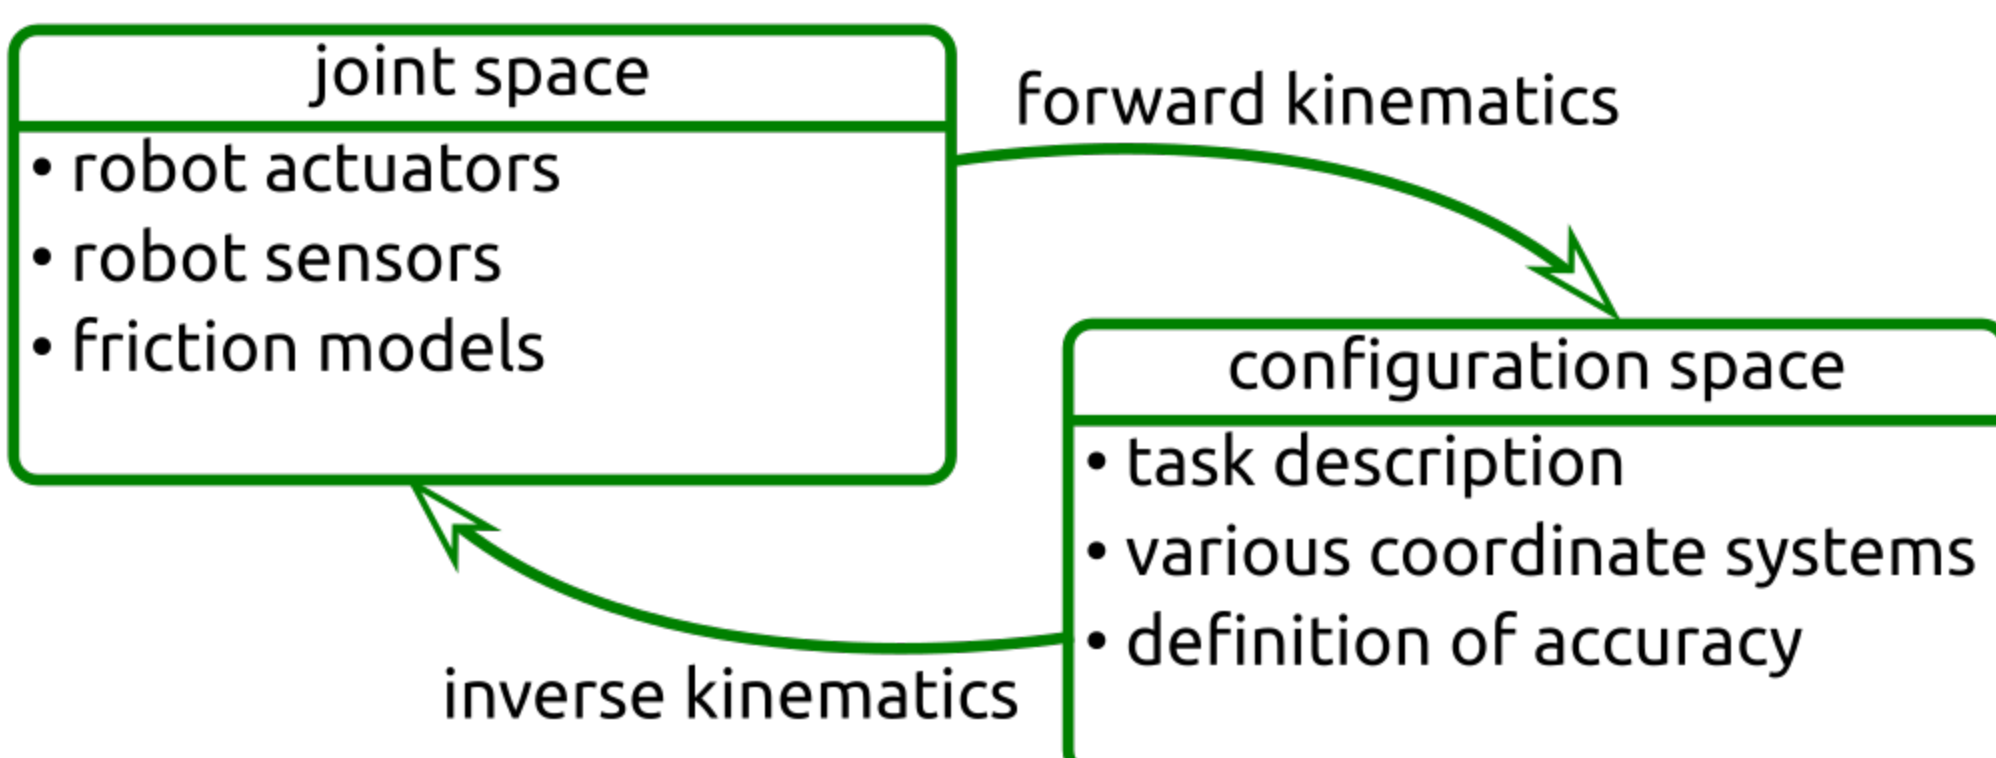 joint space
• robot actuators
• robot sensors
• friction models
forward kinematics
configuration space
• task description
• various coordinate systems
• definition of accuracy
inverse kinematics